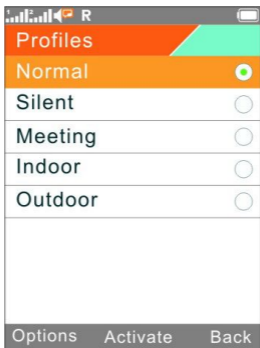 R
Profiles
Normal
Silent
Meeting
Indoor
Outdoor
Options Activate Back